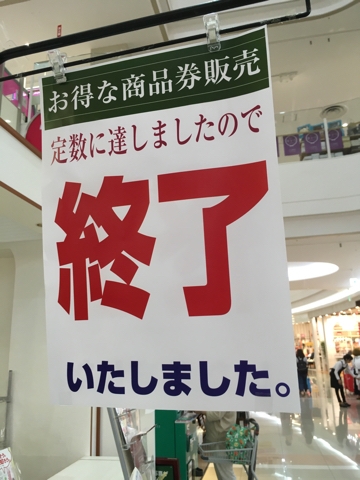 お得な商品券販売
定数に達しましたので
終了
いたしました。